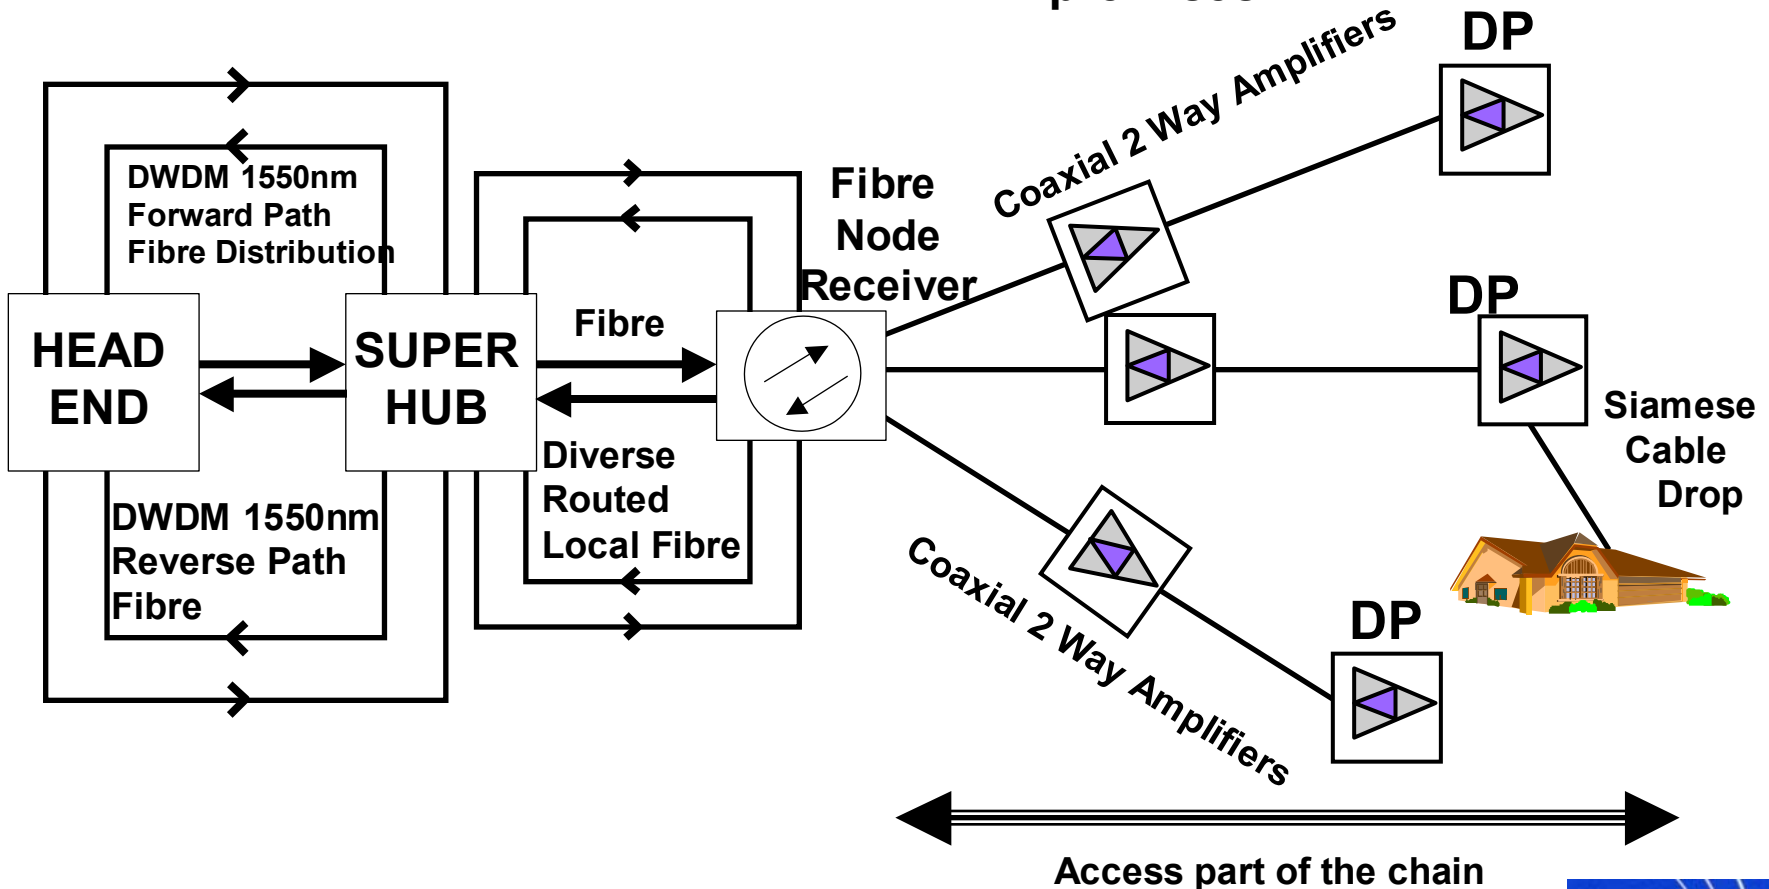 Coaxial 2 Way Amplifiers
DP
DWDM 1550nm
Forward Path
Fibre Distribution
Fibre
Node
Receiver
DP
HEAD
END
SUPER
HUB
Fibre
Siamese
Cable
Drop
Diverse
Routed
Local Fibre
DWDM 1550nm
Reverse Path
Fibre
Coaxial 2 Way Amplifiers
DP
Access part of the chain